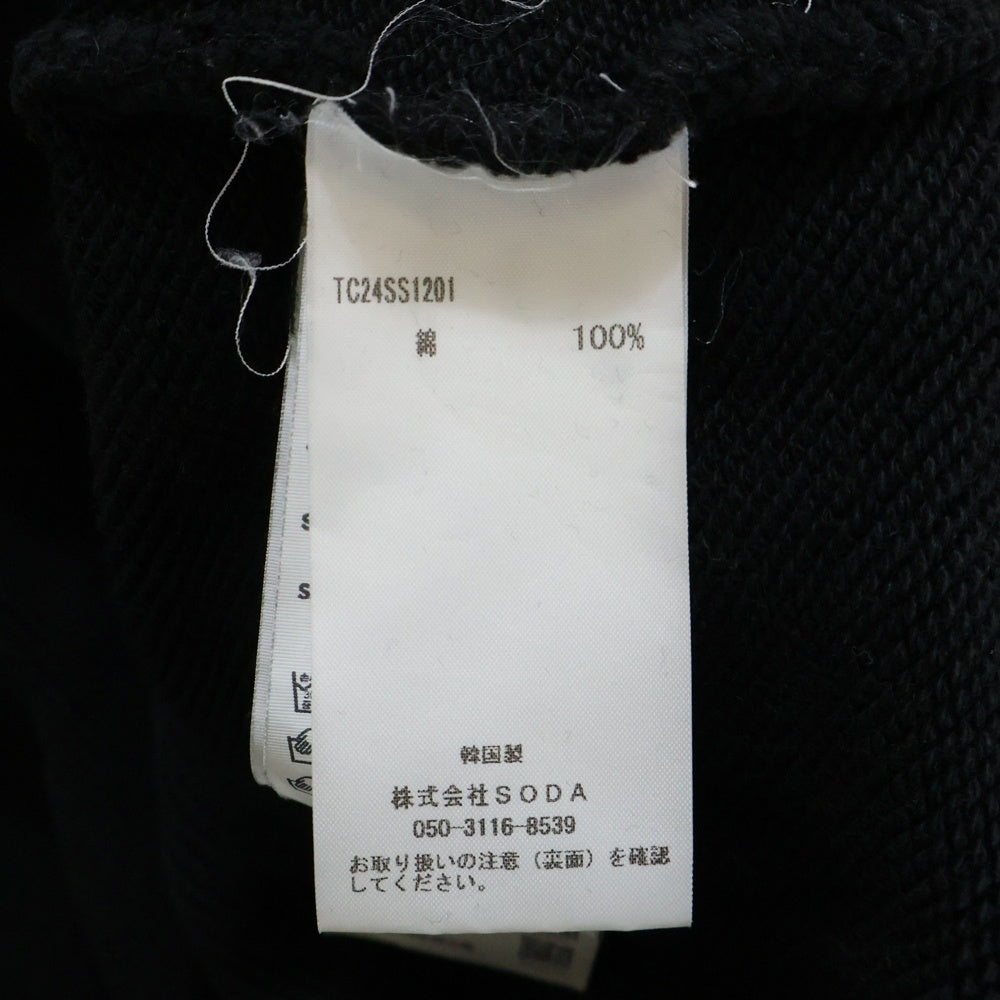 TC24SS1201
綿 100%
韓国製
株式会社SODA
050-3116-8539
お取り扱いの注意（裏面）を確認
してください。